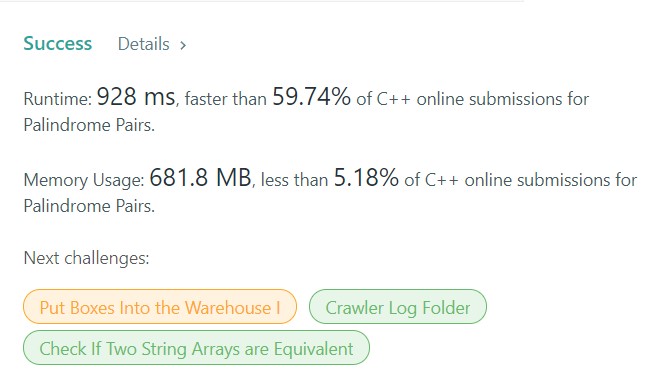 Success Details >
Runtime: 928 ms, faster than 59.74% of C++ online submissions for
Palindrome Pairs.
Memory Usage: 681.8 MB, less than 5.18% of C++ online submissions for
Palindrome Pairs.
Next challenges:
Put Boxes Into the Warehouse I Crawler Log Folder
Check If Two String Arrays are Equivalent